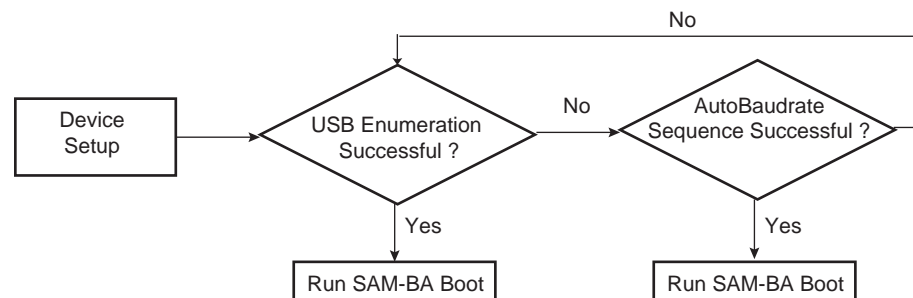 No
Device
Setup
USB Enumeration
Successful ?
No
AutoBaudrate
Sequence Successful ?
Yes
Yes
Run SAM-BA Boot
Run SAM-BA Boot